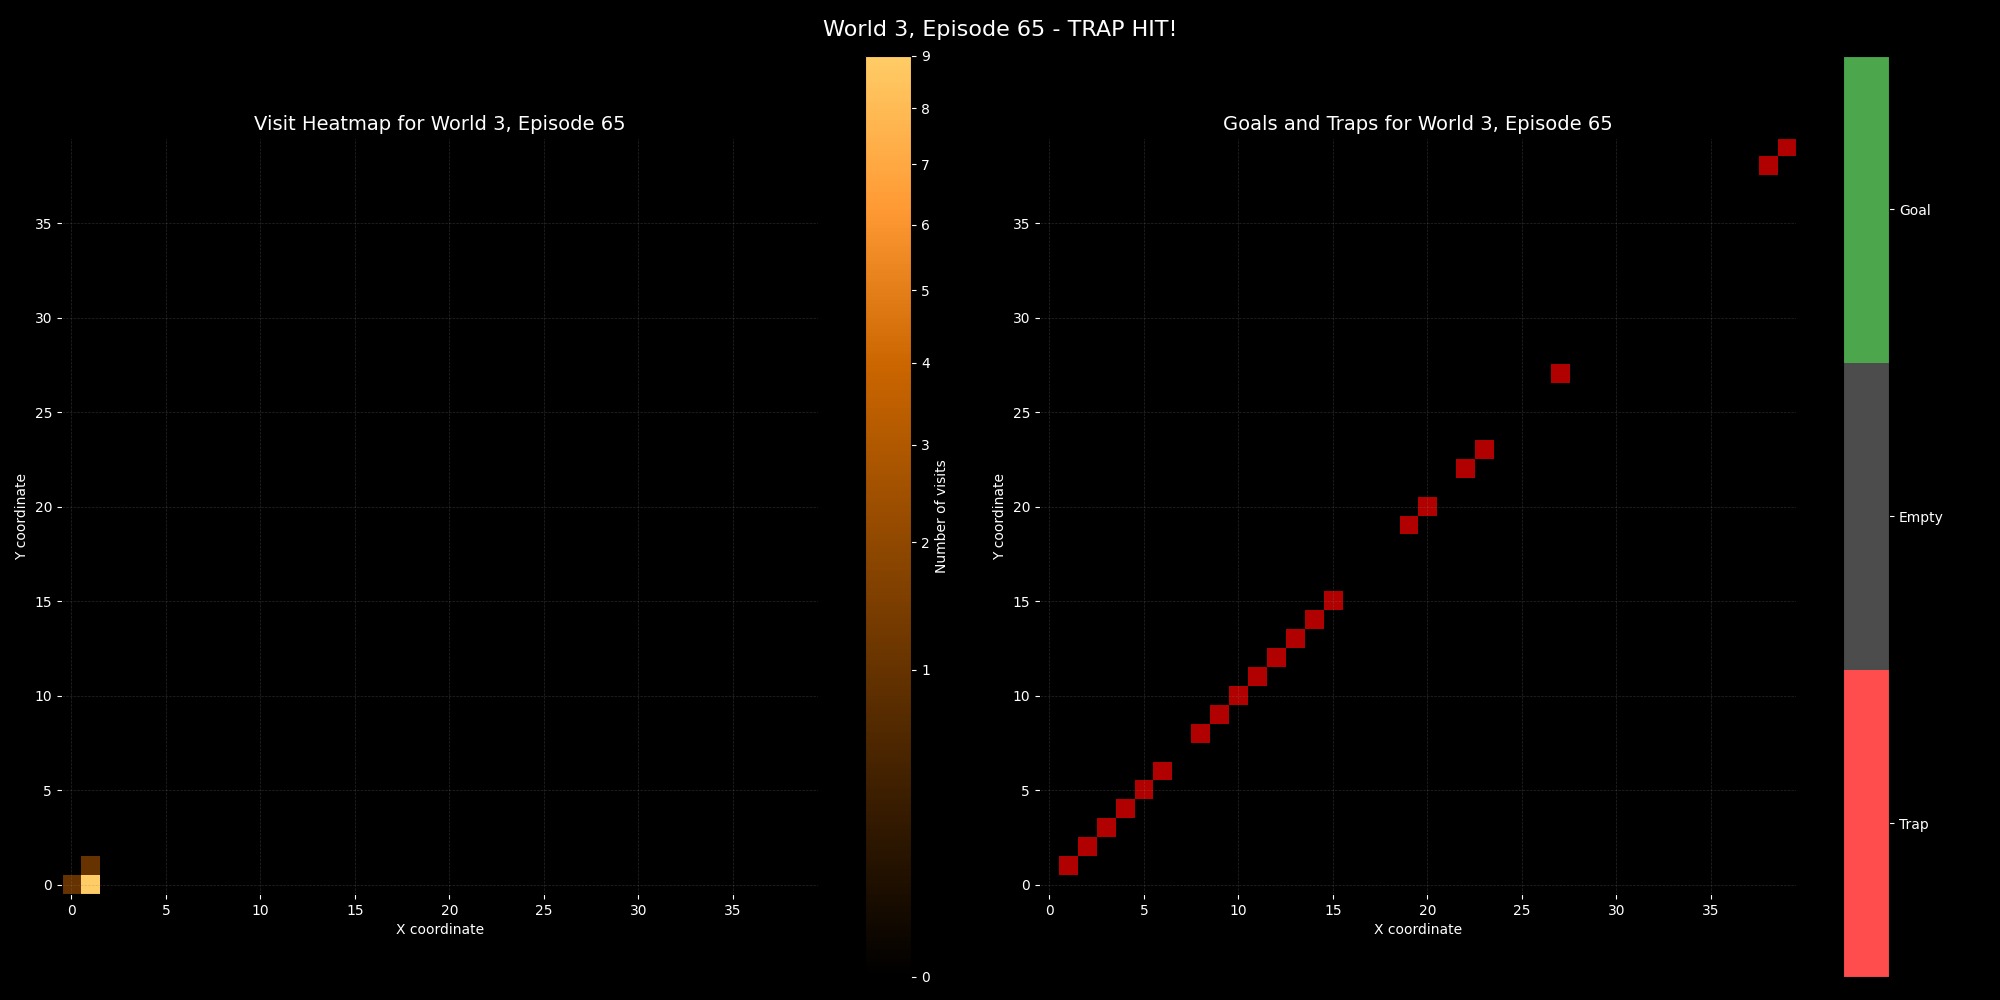 World 3, Episode 65 - TRAP HIT!
Visit Heatmap for World 3, Episode 65
35
30
25
20
15
10
5
0
Y coordinate
0 5 10 15 20 25 30 35
X coordinate
9
8
7
6
5
4
3
2
1
0
Number of visits
Goals and Traps for World 3, Episode 65
35
30
25
20
15
10
5
0
Y coordinate
0 5 10 15 20 25 30 35
X coordinate
Goal
Empty
Trap